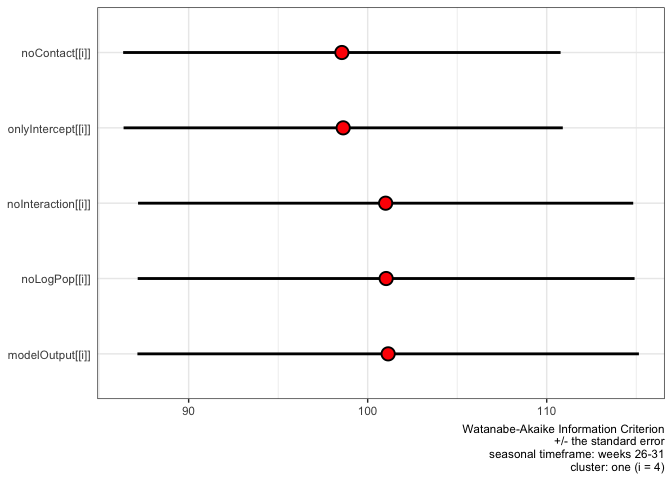 noContact[[i]]
onlyIntercept[[i]]
noInteraction[[i]]
noLogPop[[i]]
modelOutput[[i]]
90 100 110
Watanabe-Akaike Information Criterion
+/- the standard error
seasonal timeframe: weeks 26-31
cluster: one (i = 4)